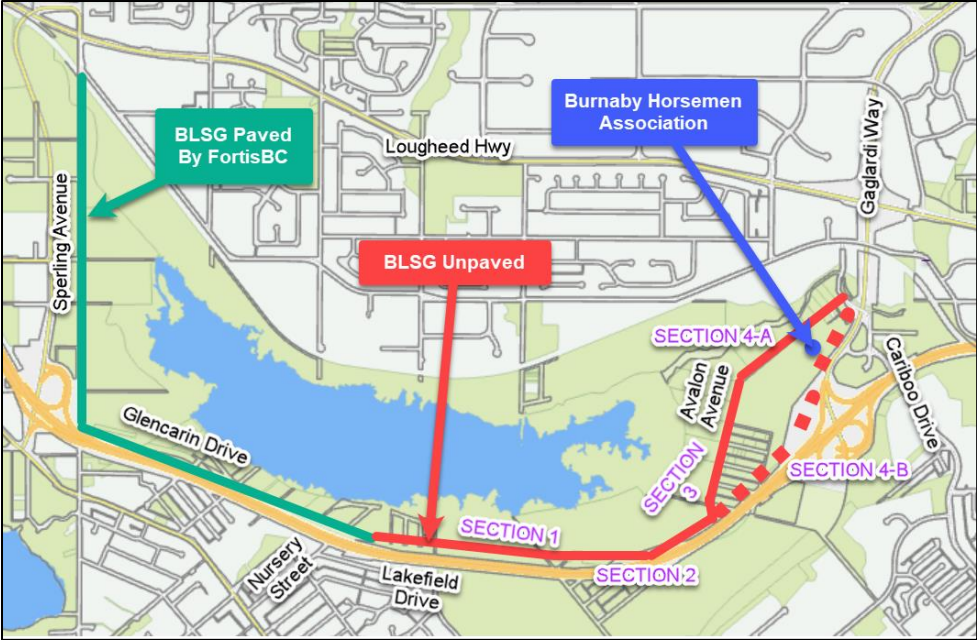 Burnaby Horsemen
Association
BLSG Paved
By FortisBC
Lougheed Hwy
Gaglardi Way
Sperling Avenue
BLSG Unpaved
SECTION 4-A
Avalon
Avenue
Cariboo Drive
Glencarin Drive
SECTION
3
SECTION 4-B
SECTION 1
Nursery
Street
Lakefield
Drive
SECTION 2